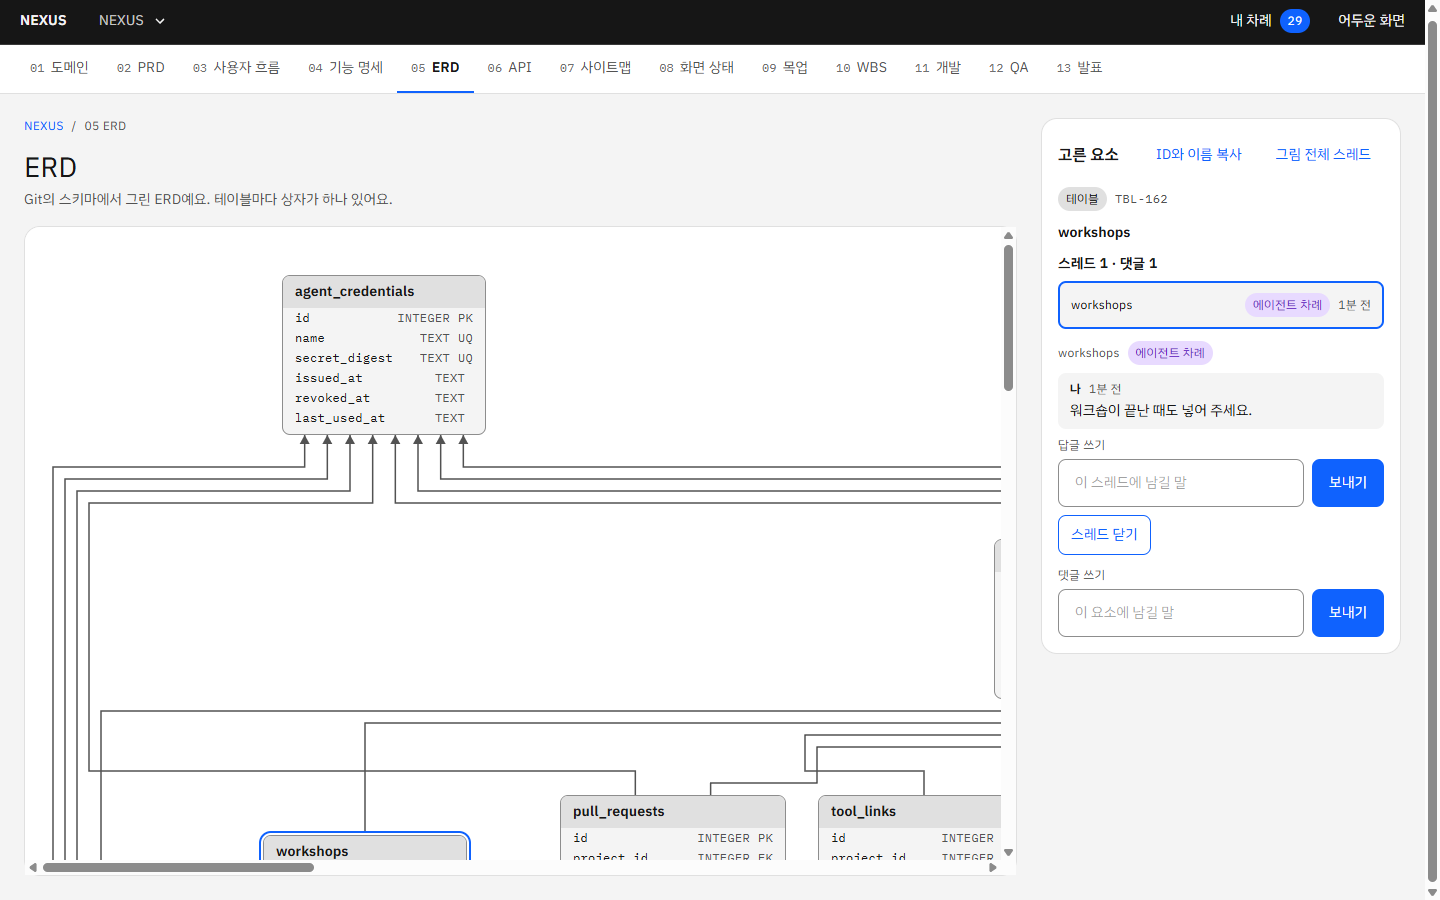 NEXUS
NEXUS
내 차례 29
어두운 화면
01 도메인
02 PRD
03 사용자 흐름
04 기능 명세
05 ERD
06 API
07 사이트맵
08 화면 상태
09 목업
10 WBS
11 개발
12 QA
13 발표
NEXUS / 05 ERD
ERD
Git의 스키마에서 그린 ERD예요. 테이블마다 상자가 하나 있어요.
agent_credentials
id INTEGER PK
name TEXT UQ
secret_digest TEXT UQ
issued_at TEXT
revoked_at TEXT
last_used_at TEXT
pull_requests
id INTEGER PK
project_id INTEGER FK
tool_links
id INTEGER
project_id INTEGER
workshops
고른 요소
ID와 이름 복사
그림 전체 스레드
테이블 TBL-162
workshops
스레드 1 · 댓글 1
workshops 에이전트 차례 1분 전
workshops 에이전트 차례
나 1분 전
워크숍이 끝난 때도 넣어 주세요.
답글 쓰기
이 스레드에 남길 말
보내기
스레드 닫기
댓글 쓰기
이 요소에 남길 말
보내기